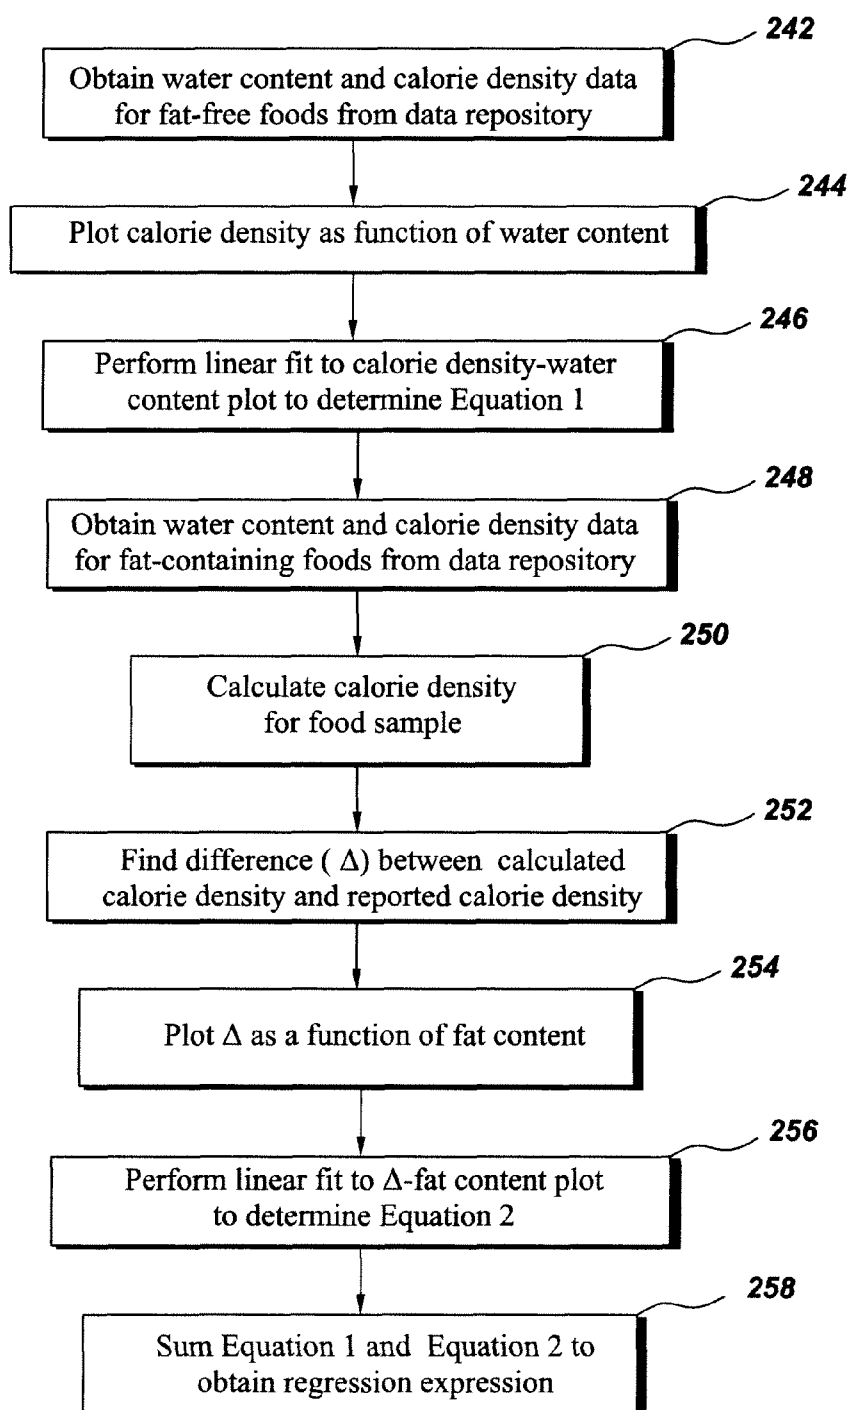 242
Obtain water content and calorie density data
for fat-free foods from data repository
244
Plot calorie density as function of water content
246
Perform linear fit to calorie density-water
content plot to determine Equation 1
248
Obtain water content and calorie density data
for fat-containing foods from data repository
250
Calculate calorie density
for food sample
252
Find difference ( Δ) between calculated
calorie density and reported calorie density
254
Plot Δ as a function of fat content
256
Perform linear fit to Δ-fat content plot
to determine Equation 2
258
Sum Equation 1 and Equation 2 to
obtain regression expression